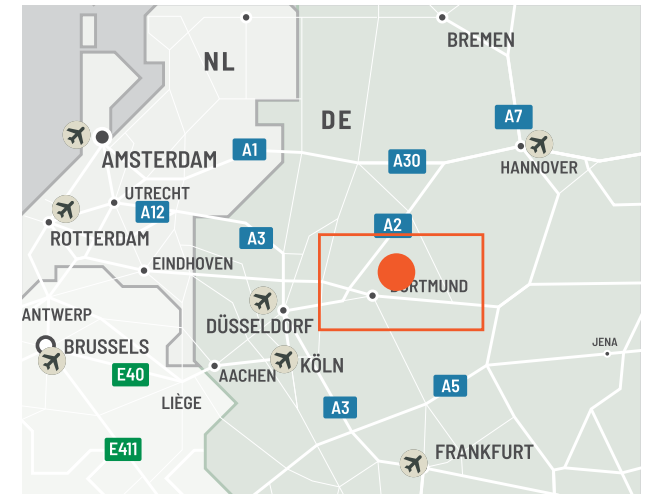 BREMEN
NL
A7
DE
A1
A30
AMSTERDAM
HANNOVER
UTRECHT
A12
A2
ROTTERDAM
A3
EINDHOVEN
DORTMUND
ANTWERP
DÜSSELDORF
BRUSSELS
JENA
KÖLN
E40
AACHEN
A5
LIÈGE
A3
E411
FRANKFURT